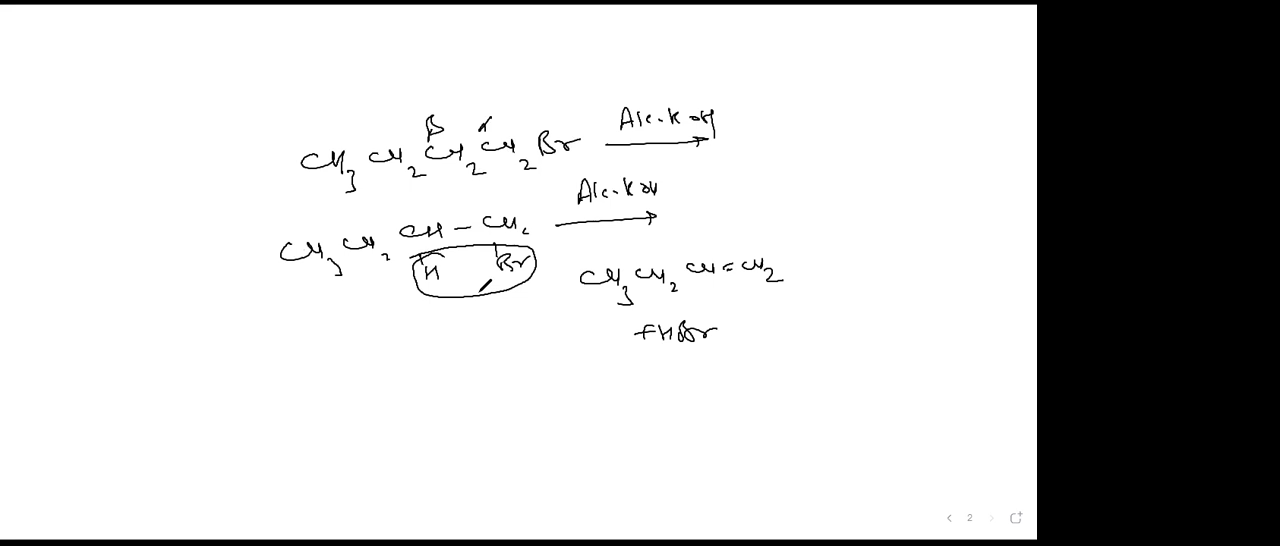 β α
CH3 CH2 CH2 CH2 Br Alc. KOH
CH3 CH2 CH – CH2 Alc. KOH
H Br
CH3 CH2 CH = CH2
+HBr
2